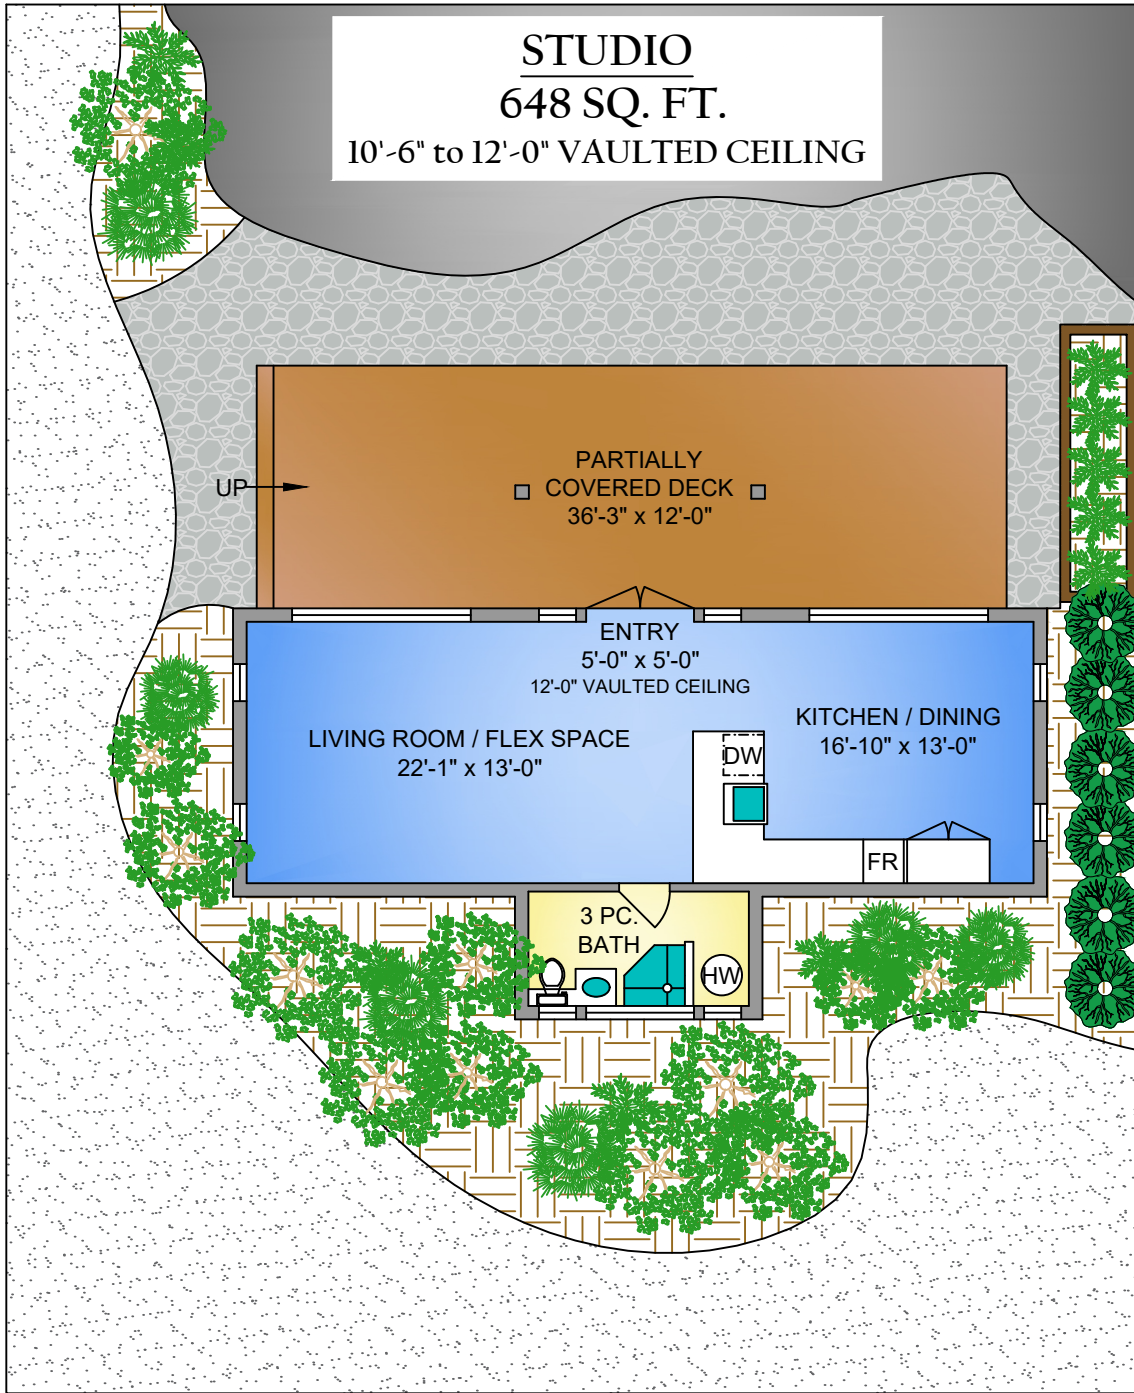 STUDIO
648 SQ. FT.
10'-6" to 12'-0" VAULTED CEILING
PARTIALLY
COVERED DECK
36'-3" x 12'-0"
UP
ENTRY
5'-0" x 5'-0"
12'-0" VAULTED CEILING
LIVING ROOM / FLEX SPACE
22'-1" x 13'-0"
KITCHEN / DINING
16'-10" x 13'-0"
DW
FR
3 PC.
BATH
HW